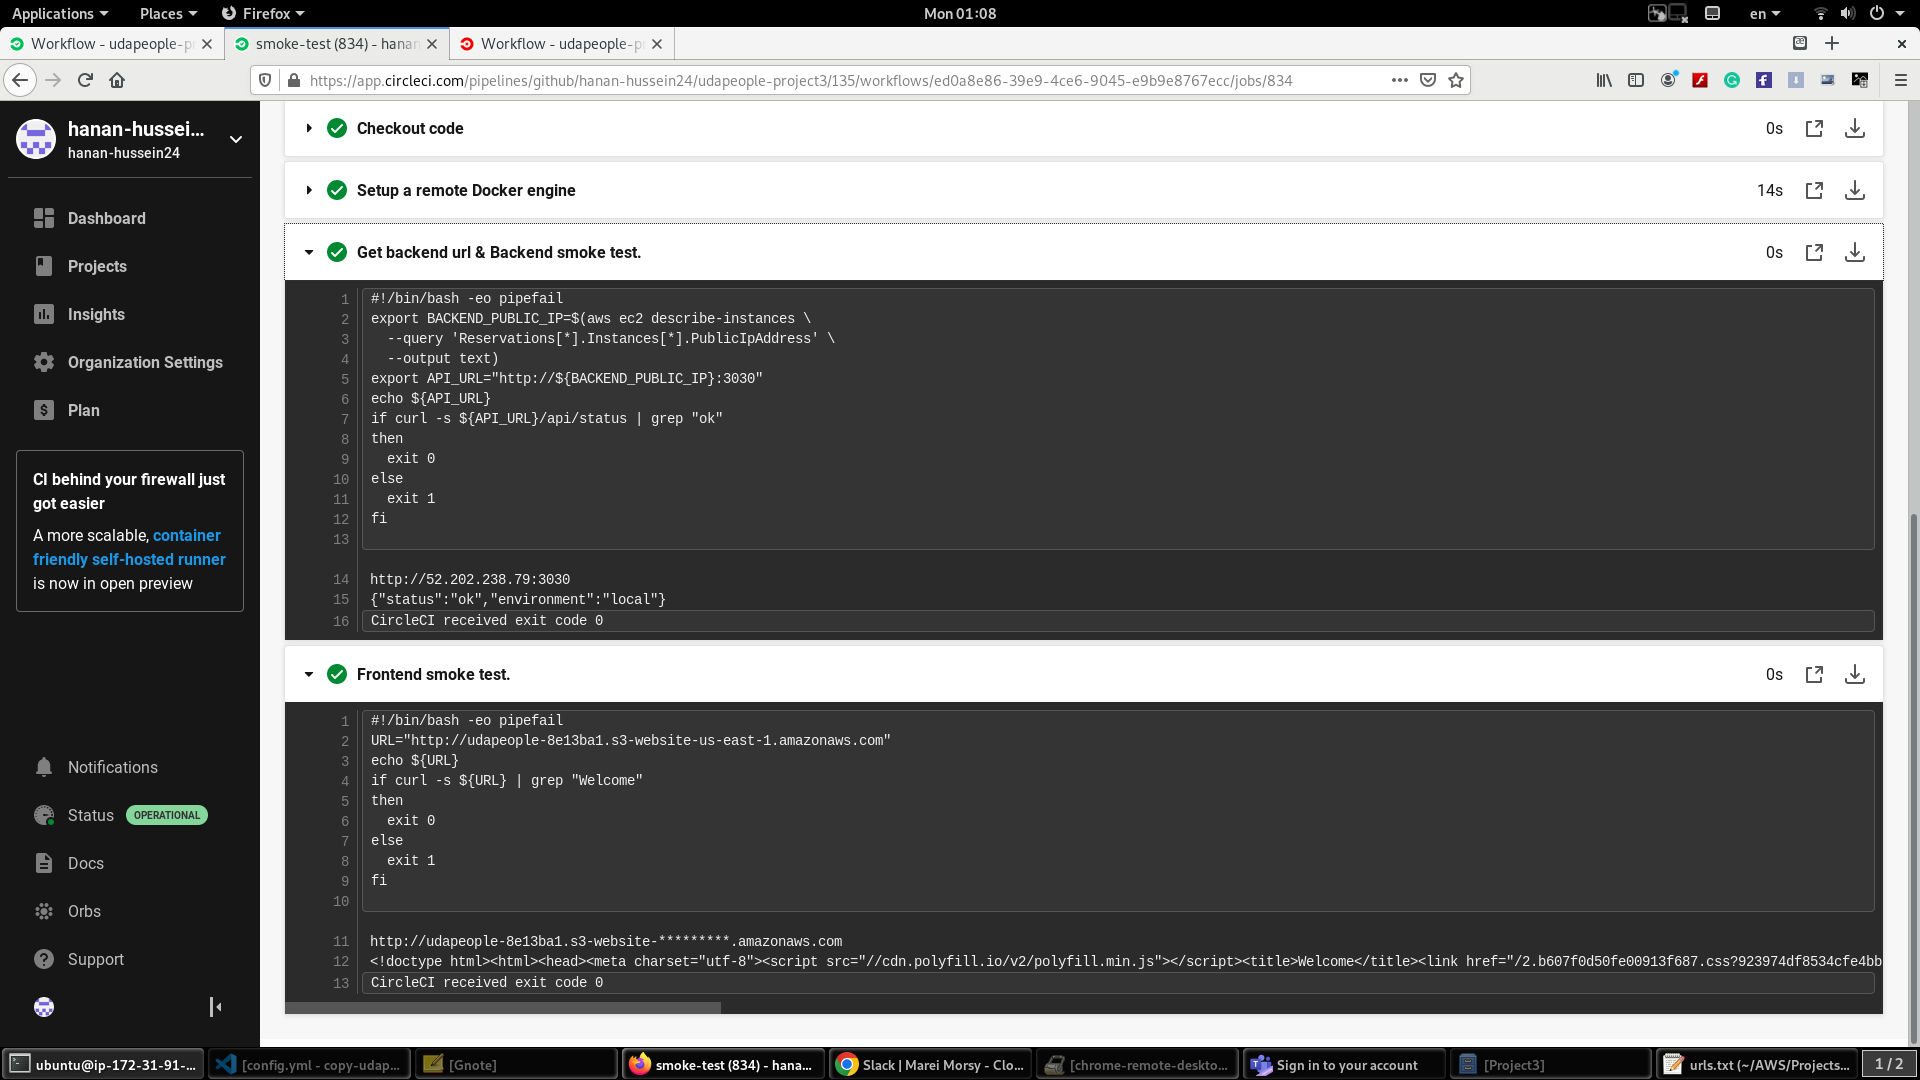 Applications
Places
Firefox
Mon 01:08
en
Workflow - udapeople-p
smoke-test (834) - hanan
Workflow - udapeople-p
https://app.circleci.com/pipelines/github/hanan-hussein24/udapeople-project3/135/workflows/ed0a8e86-39e9-4ce6-9045-e9b9e8767ecc/jobs/834
hanan-hussei...
hanan-hussein24
Dashboard
Projects
Insights
Organization Settings
Plan
CI behind your firewall just
got easier
A more scalable, container
friendly self-hosted runner
is now in open preview
Notifications
Status OPERATIONAL
Docs
Orbs
Support
Checkout code 0s
Setup a remote Docker engine 14s
Get backend url & Backend smoke test. 0s
1 #!/bin/bash -eo pipefail
2 export BACKEND_PUBLIC_IP=$(aws ec2 describe-instances \
3 --query 'Reservations[*].Instances[*].PublicIpAddress' \
4 --output text)
5 export API_URL="http://${BACKEND_PUBLIC_IP}:3030"
6 echo ${API_URL}
7 if curl -s ${API_URL}/api/status | grep "ok"
8 then
9 exit 0
10 else
11 exit 1
12 fi
13
14 http://52.202.238.79:3030
15 {"status":"ok","environment":"local"}
16 CircleCI received exit code 0
Frontend smoke test. 0s
1 #!/bin/bash -eo pipefail
2 URL="http://udapeople-8e13ba1.s3-website-us-east-1.amazonaws.com"
3 echo ${URL}
4 if curl -s ${URL} | grep "Welcome"
5 then
6 exit 0
7 else
8 exit 1
9 fi
10
11 http://udapeople-8e13ba1.s3-website-*********.amazonaws.com
12 <!doctype html><html><head><meta charset="utf-8"><script src="//cdn.polyfill.io/v2/polyfill.min.js"></script><title>Welcome</title><link href="/2.b607f0d50fe00913f687.css?923974df8534cfe4bb
13 CircleCI received exit code 0
ubuntu@ip-172-31-91-...
[config.yml - copy-udap...
[Gnote]
smoke-test (834) - hana...
Slack | Marei Morsy - Clo...
[chrome-remote-deskto...
Sign in to your account
[Project3]
urls.txt (~/AWS/Projects...
1 / 2